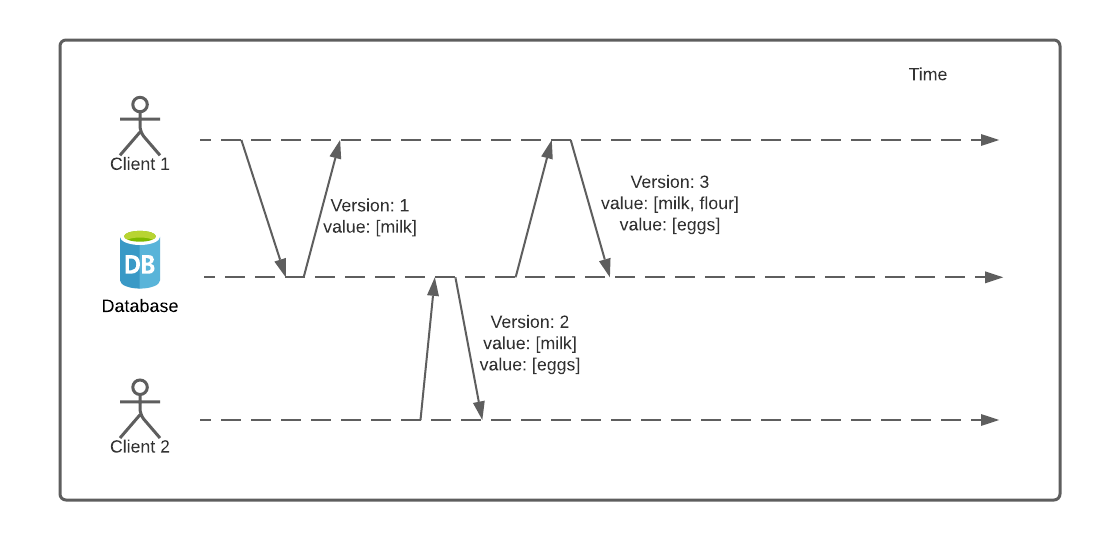 Time
Client 1
Version: 3
value: [milk, flour]
value: [eggs]
Version: 1
value: [milk]
DB
Database
Version: 2
value: [milk]
value: [eggs]
Client 2